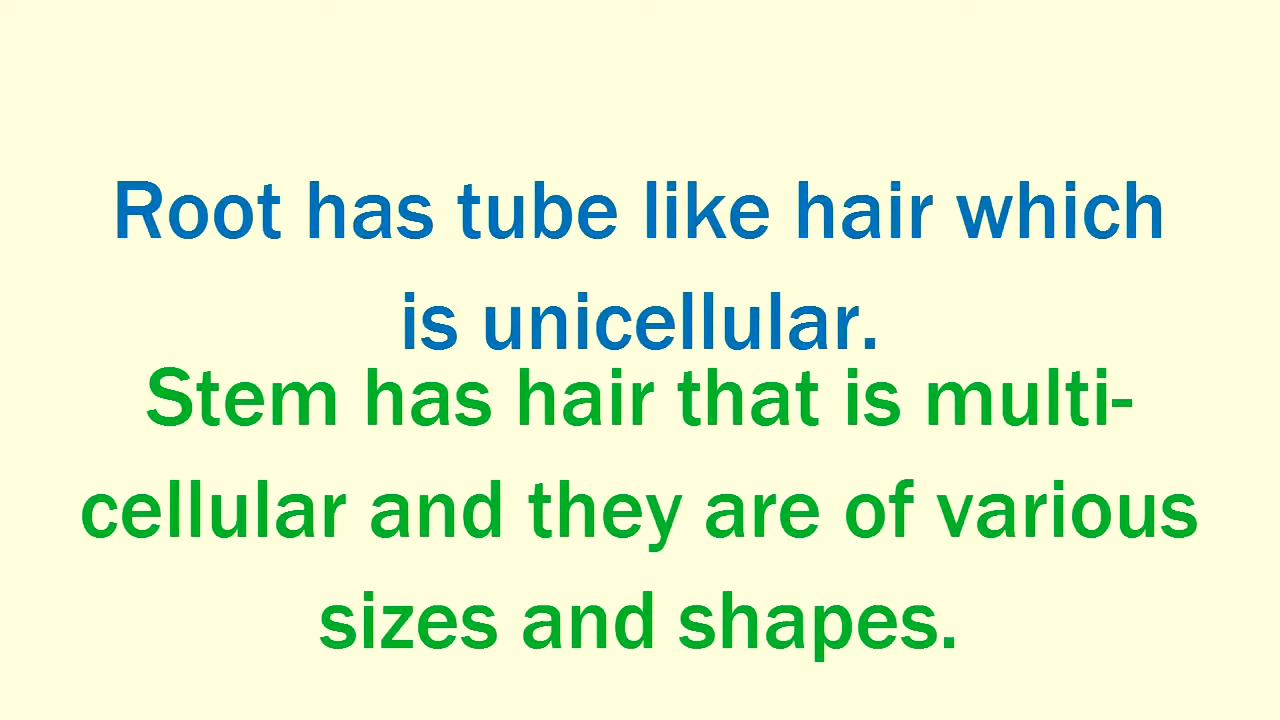 Root has tube like hair which
is unicellular.
Stem has hair that is multi-
cellular and they are of various
sizes and shapes.